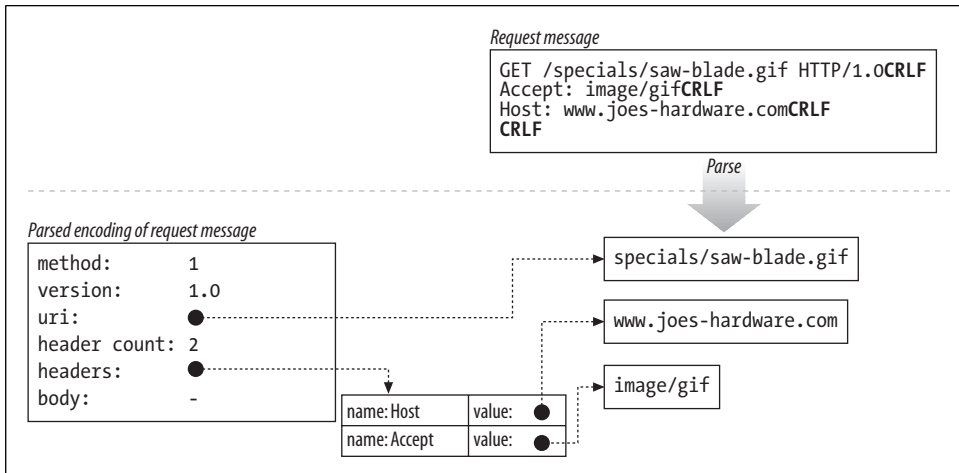 Request message
GET /specials/saw-blade.gif HTTP/1.0CRLF
Accept: image/gifCRLF
Host: www.joes-hardware.comCRLF
CRLF
Parse
Parsed encoding of request message
method: 1
version: 1.0
uri:
header count: 2
headers:
body: -
specials/saw-blade.gif
www.joes-hardware.com
image/gif
name: Host value:
name: Accept value: